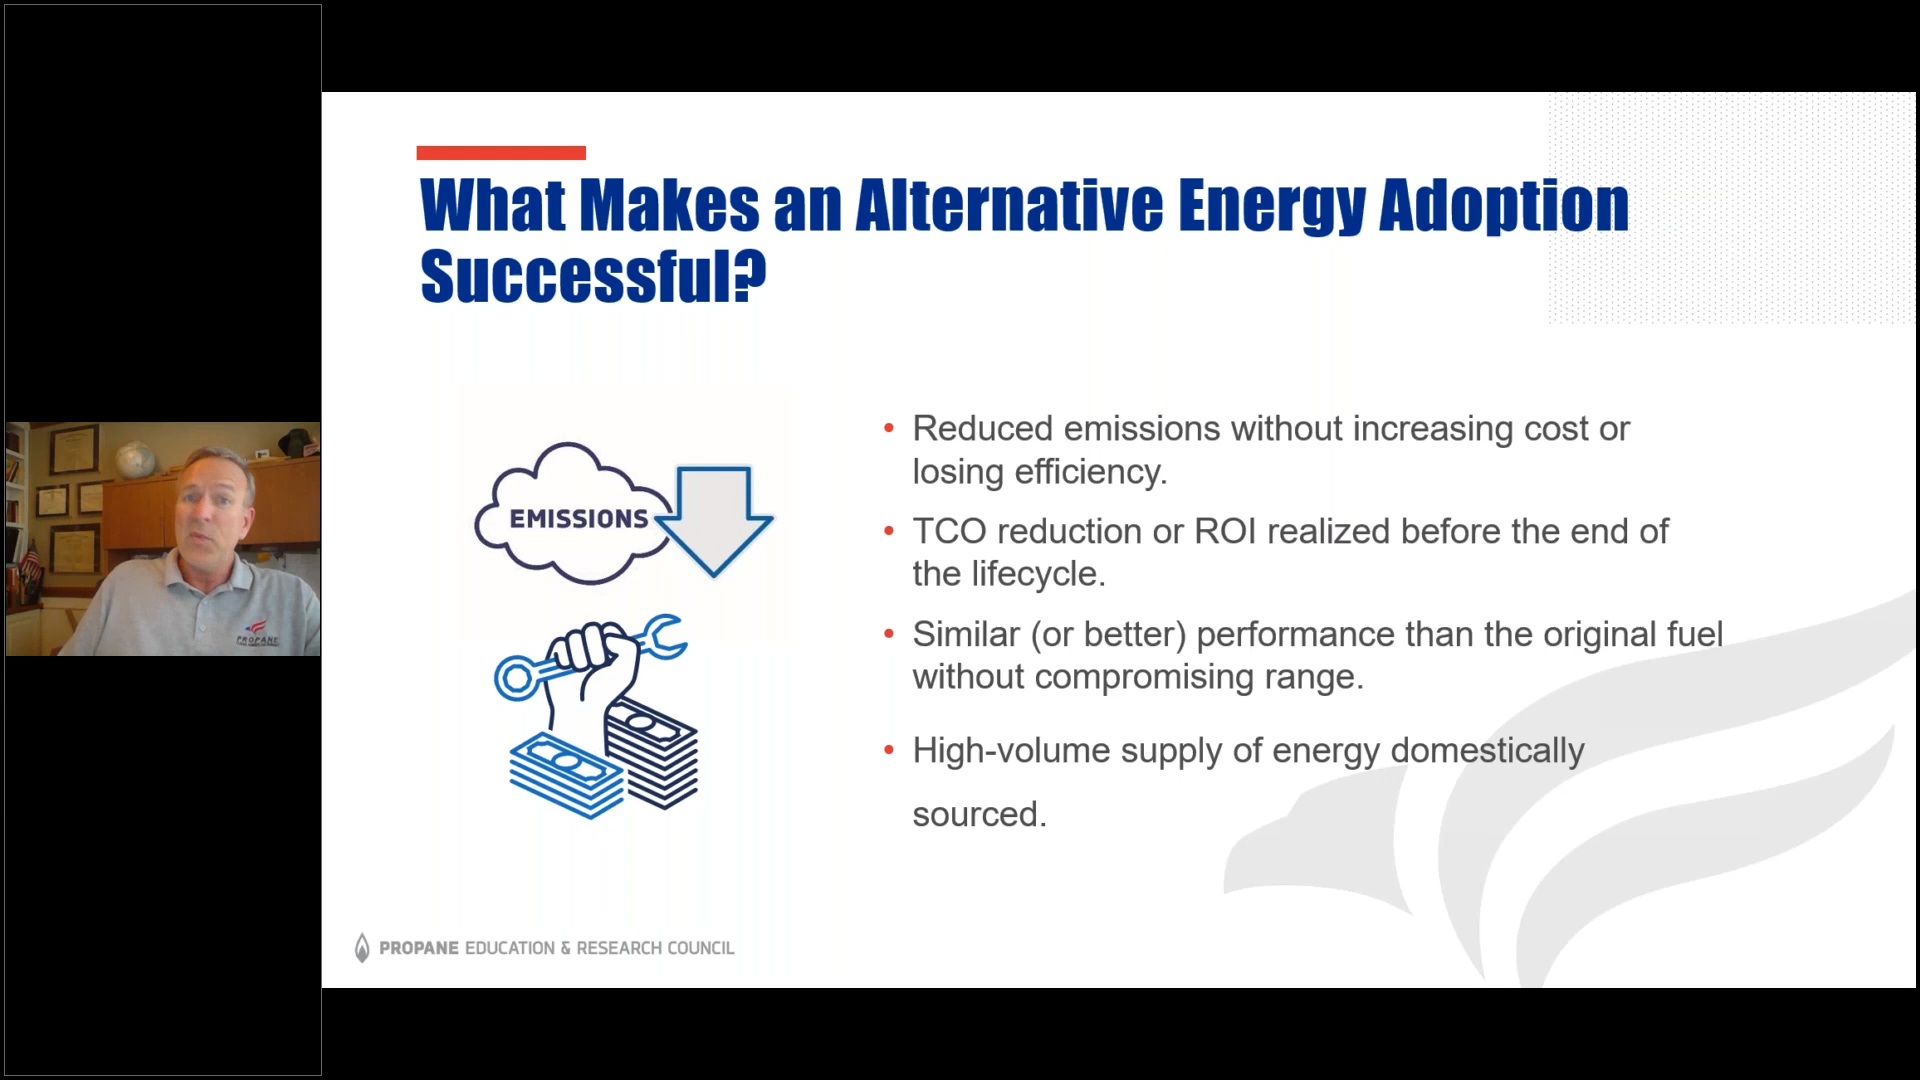 What Makes an Alternative Energy Adoption
Successful?
EMISSIONS
• Reduced emissions without increasing cost or
losing efficiency.
• TCO reduction or ROI realized before the end of
the lifecycle.
• Similar (or better) performance than the original fuel
without compromising range.
• High-volume supply of energy domestically
sourced.
PROPANE
PROPANE EDUCATION & RESEARCH COUNCIL